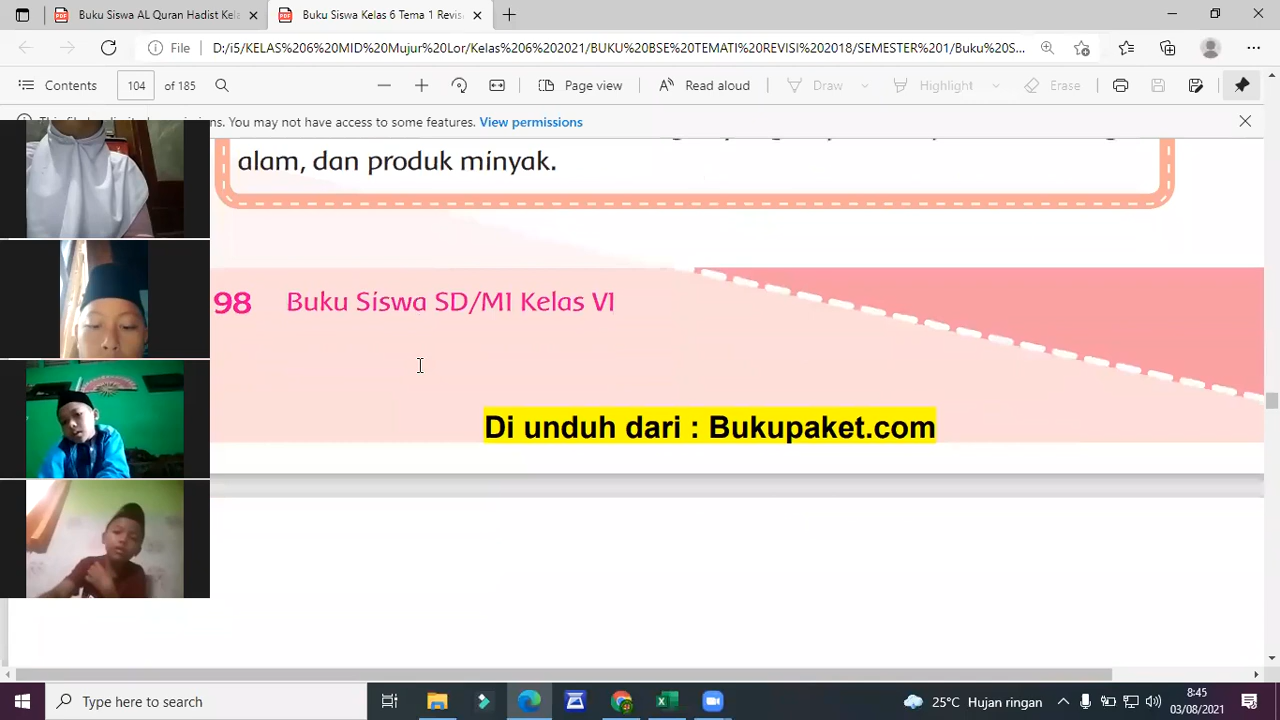 Buku Siswa AL Quran Hadist Kel
Buku Siswa Kelas 6 Tema 1 Revis
File
D:/i5/KELAS%206%20MID%20Mujur%20Lor/Kelas%206%202021/BUKU%20BSE%20TEMATI%20REVISI%202018/SEMESTER%201/Buku%20S...
Contents
104 of 185
Page view
Read aloud
Draw
Highlight
Erase
You may not have access to some features. View permissions
alam, dan produk minyak.
98 Buku Siswa SD/MI Kelas VI
Di unduh dari : Bukupaket.com
Type here to search
25°C Hujan ringan
8:45
03/08/2021